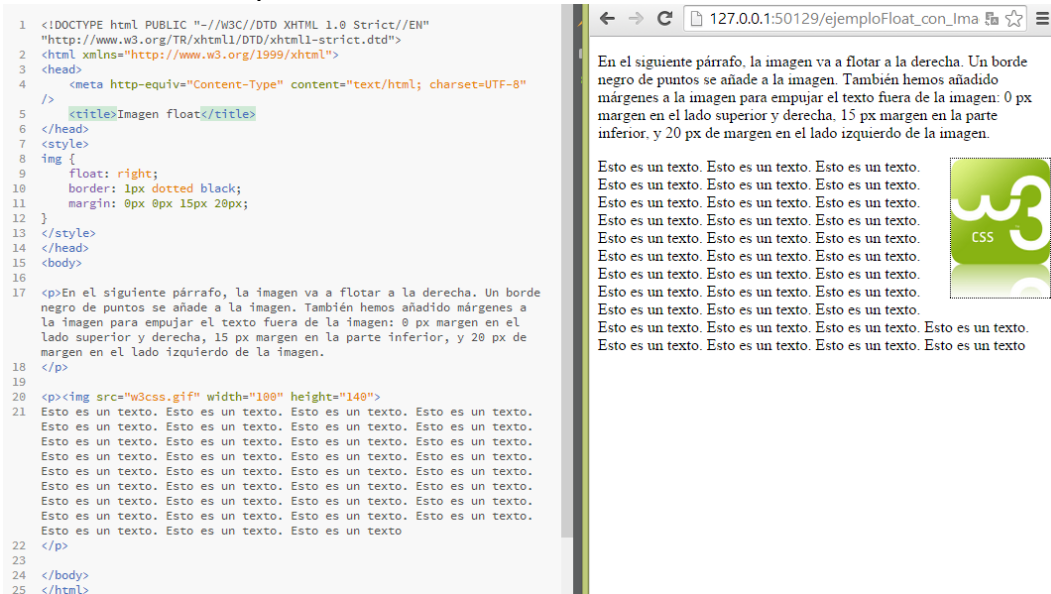 1 <!DOCTYPE html PUBLIC "-//W3C//DTD XHTML 1.0 Strict//EN"
"http://www.w3.org/TR/xhtml1/DTD/xhtml1-strict.dtd">
2 <html xmlns="http://www.w3.org/1999/xhtml">
3 <head>
4 <meta http-equiv="Content-Type" content="text/html; charset=UTF-8"
/>
5 <title>Imagen float</title>
6 </head>
7 <style>
8 img {
9 float: right;
10 border: 1px dotted black;
11 margin: 0px 0px 15px 20px;
12 }
13 </style>
14 </head>
15 <body>
16
17 <p>En el siguiente párrafo, la imagen va a flotar a la derecha. Un borde
negro de puntos se añade a la imagen. También hemos añadido márgenes a
la imagen para empujar el texto fuera de la imagen: 0 px margen en el
lado superior y derecha, 15 px margen en la parte inferior, y 20 px de
margen en el lado izquierdo de la imagen.
18 </p>
19
20 <p><img src="w3css.gif" width="100" height="140">
21 Esto es un texto. Esto es un texto. Esto es un texto. Esto es un texto.
Esto es un texto. Esto es un texto. Esto es un texto. Esto es un texto.
Esto es un texto. Esto es un texto. Esto es un texto. Esto es un texto.
Esto es un texto. Esto es un texto. Esto es un texto. Esto es un texto.
Esto es un texto. Esto es un texto. Esto es un texto. Esto es un texto.
Esto es un texto. Esto es un texto. Esto es un texto. Esto es un texto.
Esto es un texto. Esto es un texto. Esto es un texto. Esto es un texto.
Esto es un texto. Esto es un texto. Esto es un texto. Esto es un texto.
Esto es un texto. Esto es un texto. Esto es un texto
22 </p>
23
24 </body>
25 </html>
127.0.0.1:50129/ejemploFloat_con_Ima
En el siguiente párrafo, la imagen va a flotar a la derecha. Un borde
negro de puntos se añade a la imagen. También hemos añadido
márgenes a la imagen para empujar el texto fuera de la imagen: 0 px
margen en el lado superior y derecha, 15 px margen en la parte
inferior, y 20 px de margen en el lado izquierdo de la imagen.
Esto es un texto. Esto es un texto. Esto es un texto.
Esto es un texto. Esto es un texto. Esto es un texto.
Esto es un texto. Esto es un texto. Esto es un texto.
Esto es un texto. Esto es un texto. Esto es un texto.
Esto es un texto. Esto es un texto. Esto es un texto.
Esto es un texto. Esto es un texto. Esto es un texto.
Esto es un texto. Esto es un texto. Esto es un texto.
Esto es un texto. Esto es un texto. Esto es un texto.
Esto es un texto. Esto es un texto. Esto es un texto.
Esto es un texto. Esto es un texto. Esto es un texto. Esto es un texto.
Esto es un texto. Esto es un texto. Esto es un texto. Esto es un texto
w3
CSS